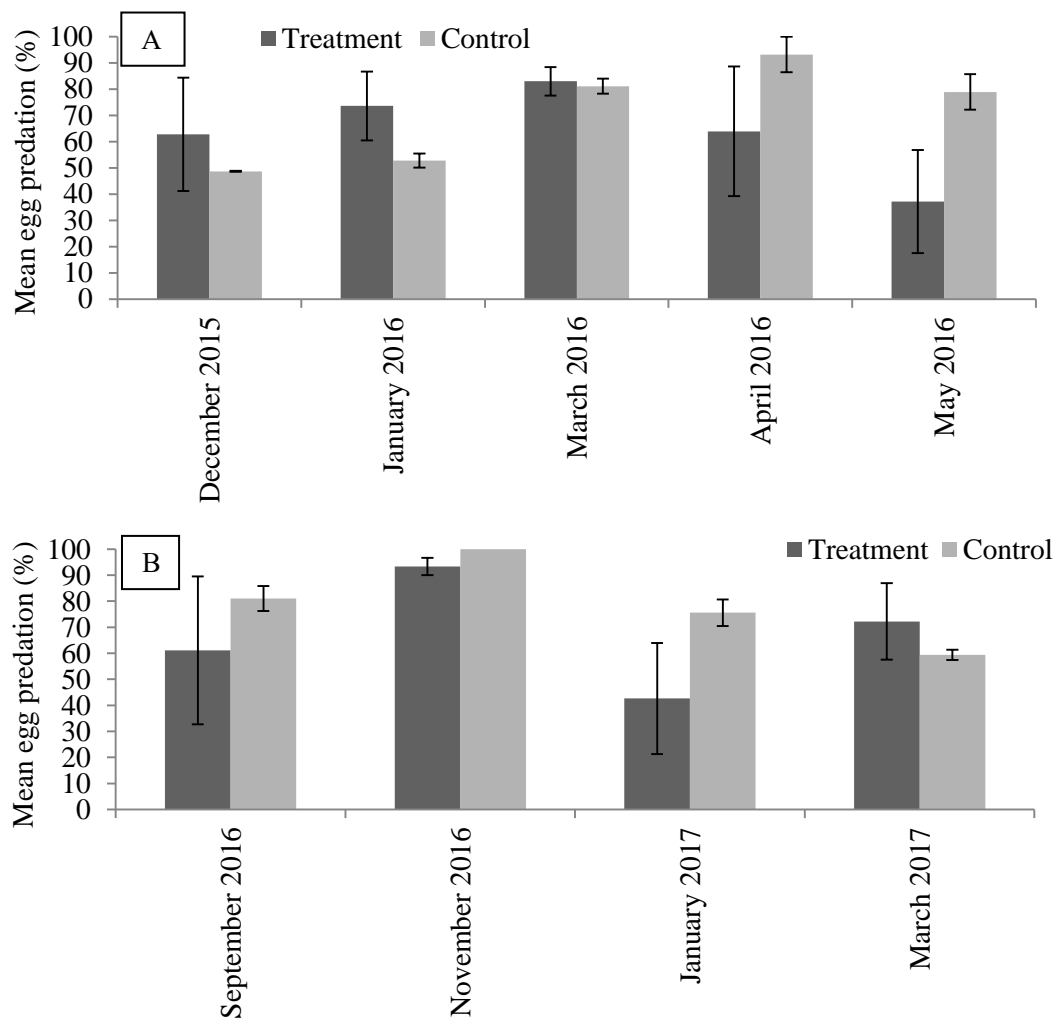 A
Treatment Control
Mean egg predation (%)
100
90
80
70
60
50
40
30
20
10
0
December 2015
January 2016
March 2016
April 2016
May 2016
B
Treatment Control
Mean egg predation (%)
100
90
80
70
60
50
40
30
20
10
0
September 2016
November 2016
January 2017
March 2017